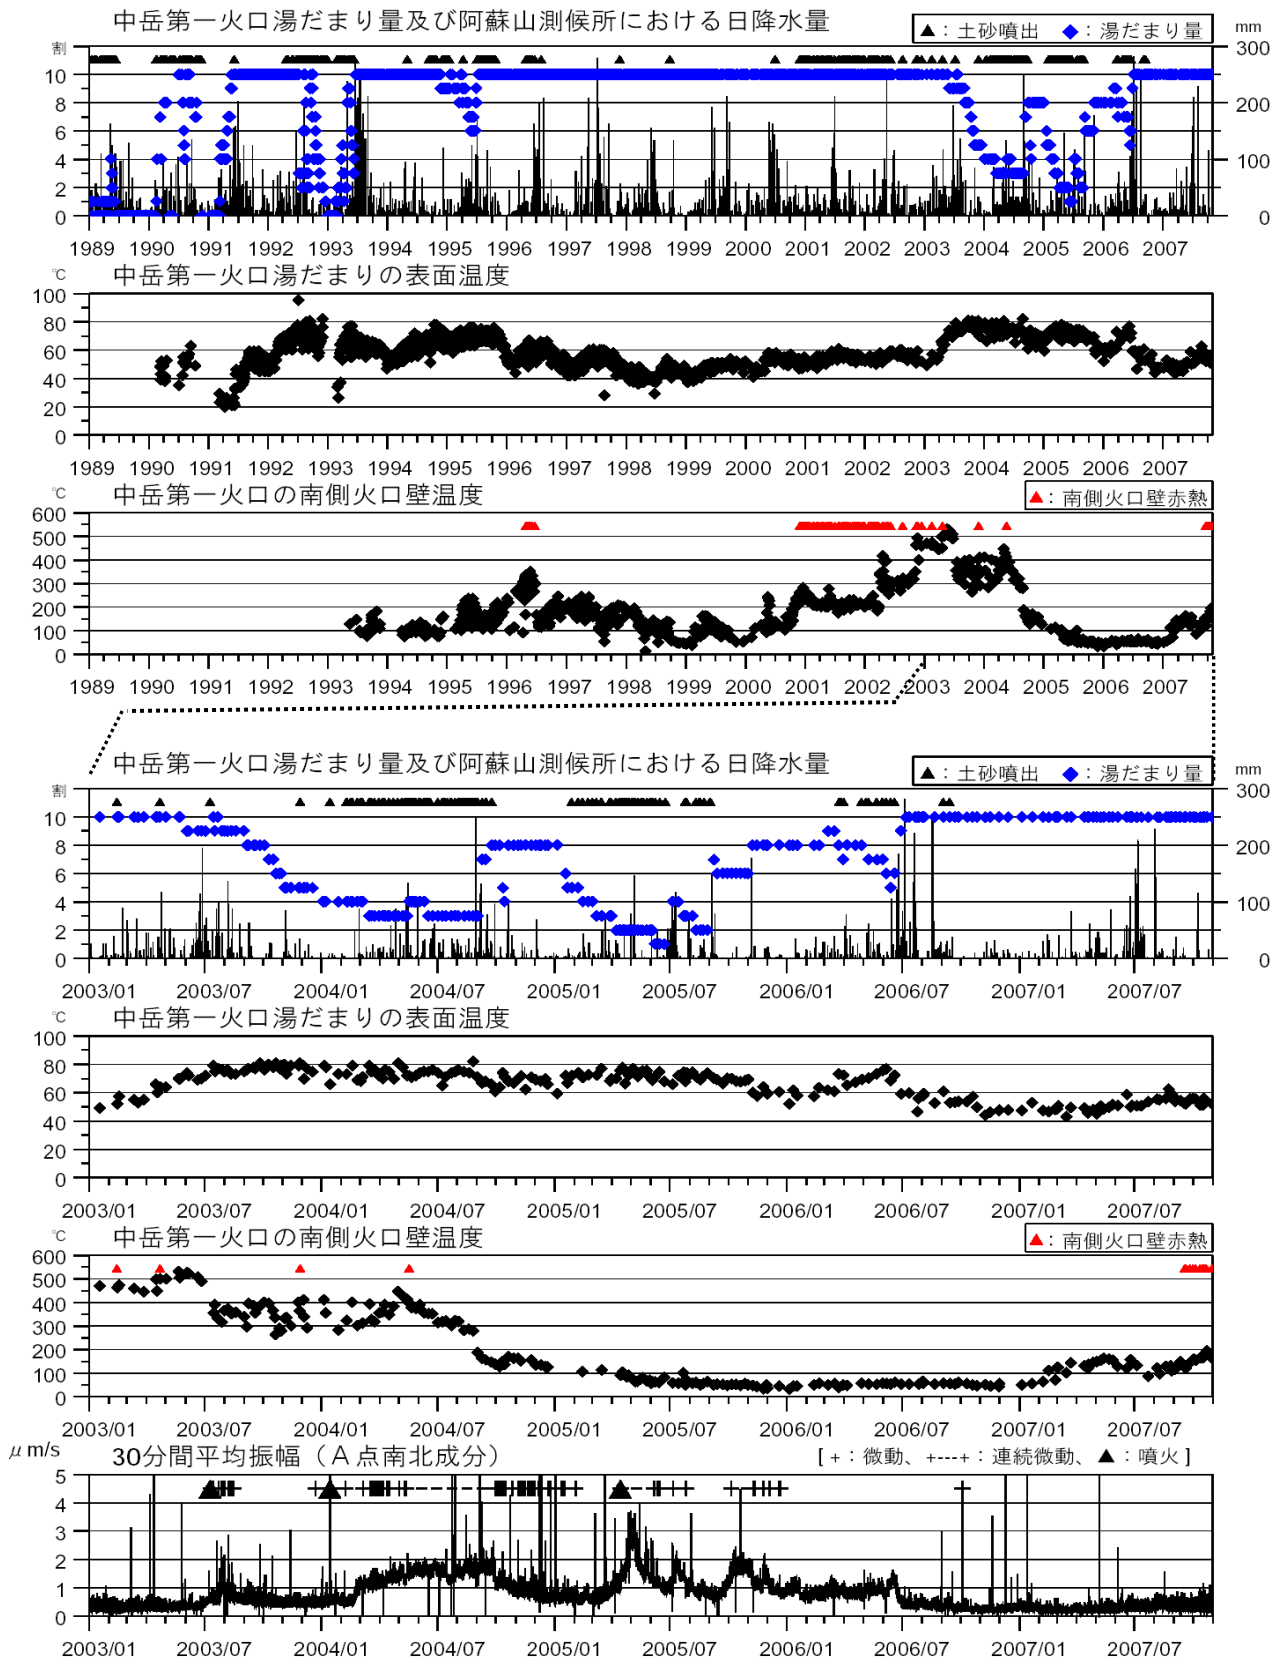 中岳第一火口湯だまり量及び阿蘇山測候所における日降水量
▲：土砂噴出　◆：湯だまり量
割
mm
10
8
6
4
2
0
300
200
100
0
1989 1990 1991 1992 1993 1994 1995 1996 1997 1998 1999 2000 2001 2002 2003 2004 2005 2006 2007
中岳第一火口湯だまりの表面温度
℃
100
80
60
40
20
0
1989 1990 1991 1992 1993 1994 1995 1996 1997 1998 1999 2000 2001 2002 2003 2004 2005 2006 2007
中岳第一火口の南側火口壁温度
▲：南側火口壁赤熱
℃
600
500
400
300
200
100
0
1989 1990 1991 1992 1993 1994 1995 1996 1997 1998 1999 2000 2001 2002 2003 2004 2005 2006 2007
中岳第一火口湯だまり量及び阿蘇山測候所における日降水量
▲：土砂噴出　◆：湯だまり量
割
mm
10
8
6
4
2
0
300
200
100
0
2003/01 2003/07 2004/01 2004/07 2005/01 2005/07 2006/01 2006/07 2007/01 2007/07
中岳第一火口湯だまりの表面温度
℃
100
80
60
40
20
0
2003/01 2003/07 2004/01 2004/07 2005/01 2005/07 2006/01 2006/07 2007/01 2007/07
中岳第一火口の南側火口壁温度
▲：南側火口壁赤熱
℃
600
500
400
300
200
100
0
2003/01 2003/07 2004/01 2004/07 2005/01 2005/07 2006/01 2006/07 2007/01 2007/07
μm/s
30分間平均振幅（A点南北成分）
[＋：微動、+---+：連続微動、▲：噴火]
5
4
3
2
1
0
2003/01 2003/07 2004/01 2004/07 2005/01 2005/07 2006/01 2006/07 2007/01 2007/07